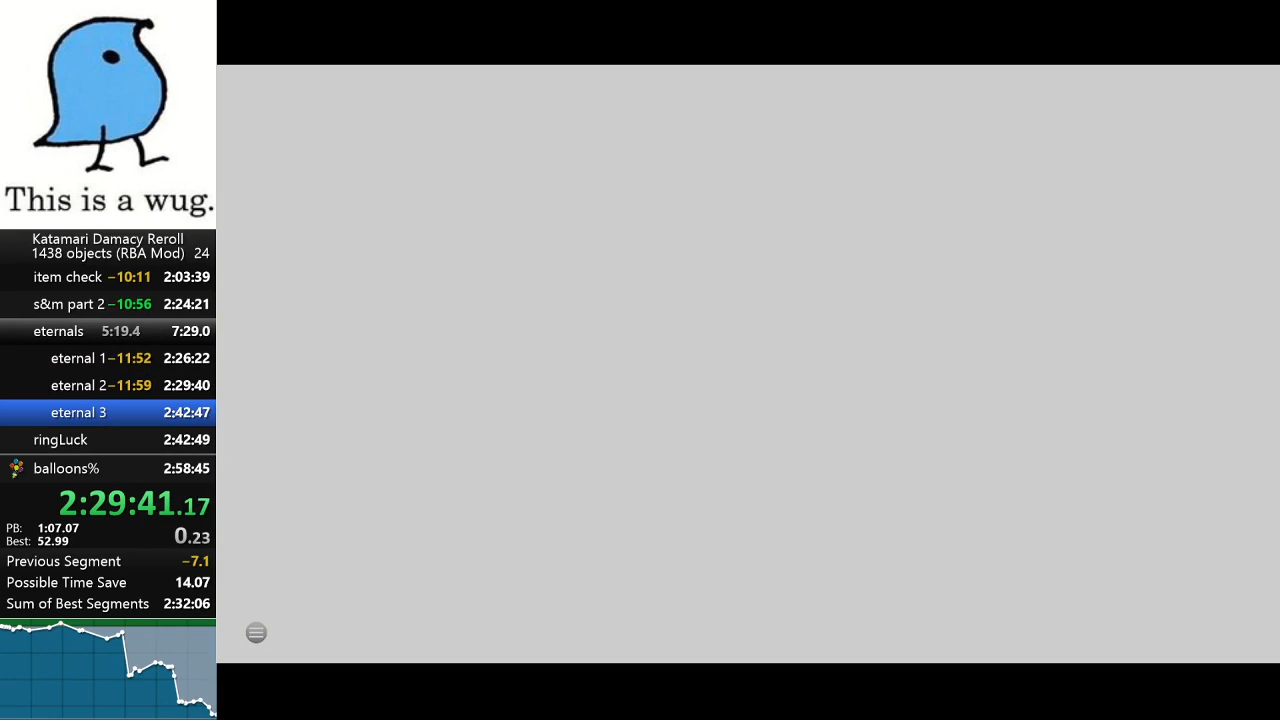 This is a wug.
Katamari Damacy Reroll
1438 objects (RBA Mod) 24
item check -10:11 2:03:39
s&m part 2 -10:56 2:24:21
eternals 5:19.4 7:29.0
eternal 1 -11:52 2:26:22
eternal 2 -11:59 2:29:40
eternal 3 2:42:47
ringLuck 2:42:49
balloons% 2:58:45
2:29:41.17
PB: 1:07.07
Best: 52.99
0.23
Previous Segment -7.1
Possible Time Save 14.07
Sum of Best Segments 2:32:06